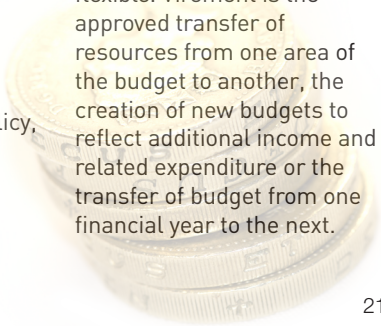 flexible. Virement is the
approved transfer of
resources from one area of
the budget to another, the
creation of new budgets to
reflect additional income and
related expenditure or the
transfer of budget from one
financial year to the next.
licy,
21